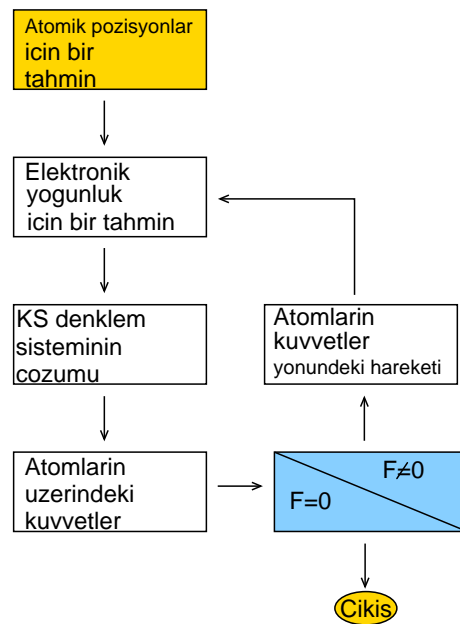 Atomik pozisyonlar
icin bir
tahmin
Elektronik
yogunluk
icin bir tahmin
KS denklem
sisteminin
cozumu
Atomlarin
kuvvetler
yonundeki hareketi
Atomlarin
uzerindeki
kuvvetler
F≠0
F=0
Cikis